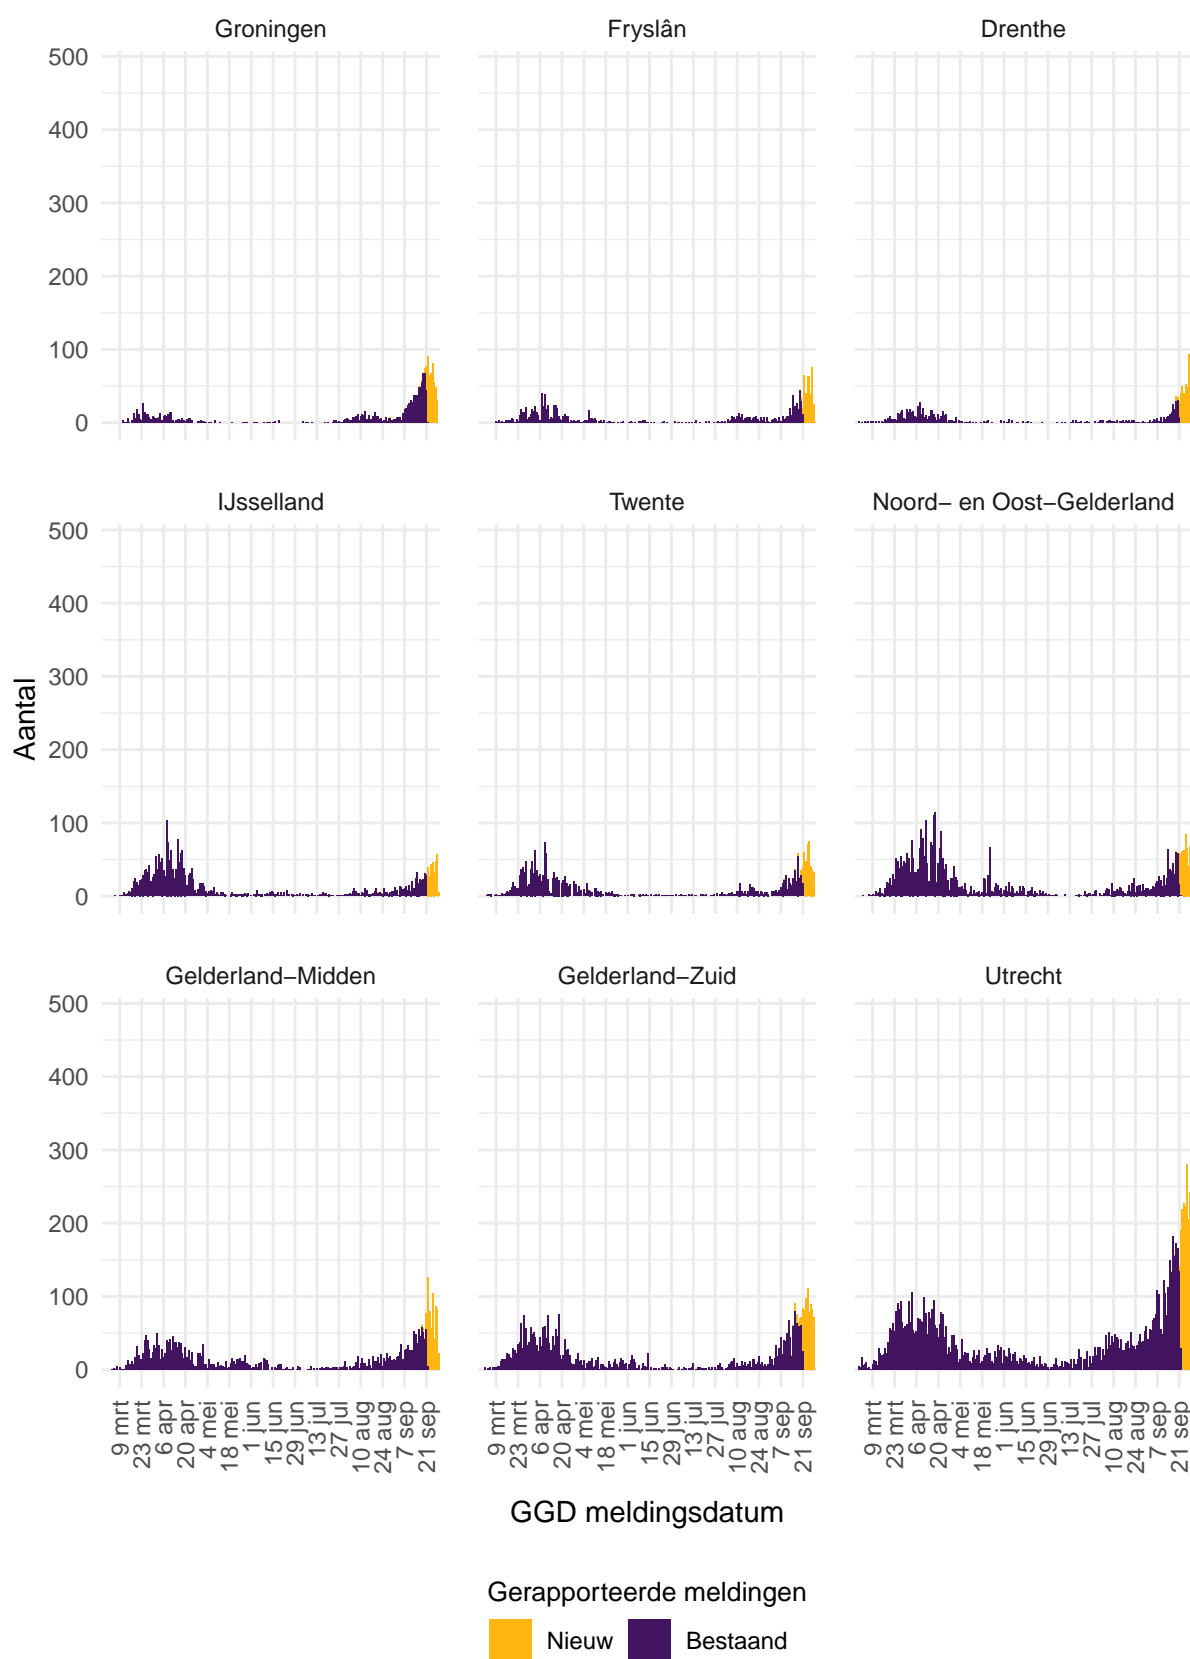 Groningen Fryslân Drenthe
500
400
300
200
100
0
IJsselland Twente Noord− en Oost−Gelderland
500
400
300
200
100
0
Aantal
Gelderland−Midden Gelderland−Zuid Utrecht
500
400
300
200
100
0
9 mrt 23 mrt 6 apr 20 apr 4 mei 18 mei 1 jun 15 jun 29 jun 13 jul 27 jul 10 aug 24 aug 7 sep 21 sep
9 mrt 23 mrt 6 apr 20 apr 4 mei 18 mei 1 jun 15 jun 29 jun 13 jul 27 jul 10 aug 24 aug 7 sep 21 sep
9 mrt 23 mrt 6 apr 20 apr 4 mei 18 mei 1 jun 15 jun 29 jun 13 jul 27 jul 10 aug 24 aug 7 sep 21 sep
GGD meldingsdatum
Gerapporteerde meldingen
Nieuw Bestaand